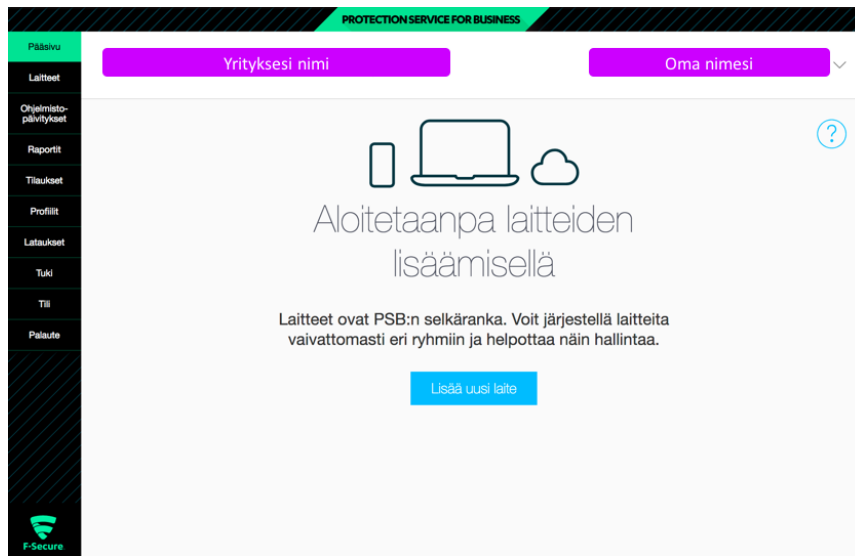 PROTECTION SERVICE FOR BUSINESS
Pääsivu
Laitteet
Ohjelmisto-
päivitykset
Raportit
Tilaukset
Profiilit
Lataukset
Tuki
Tili
Palaute
F-Secure
Yrityksesi nimi
Oma nimesi
?
Aloitetaanpa laitteiden
lisäämisellä
Laitteet ovat PSB:n selkäranka. Voit järjestellä laitteita
vaivattomasti eri ryhmiin ja helpottaa näin hallintaa.
Lisää uusi laite